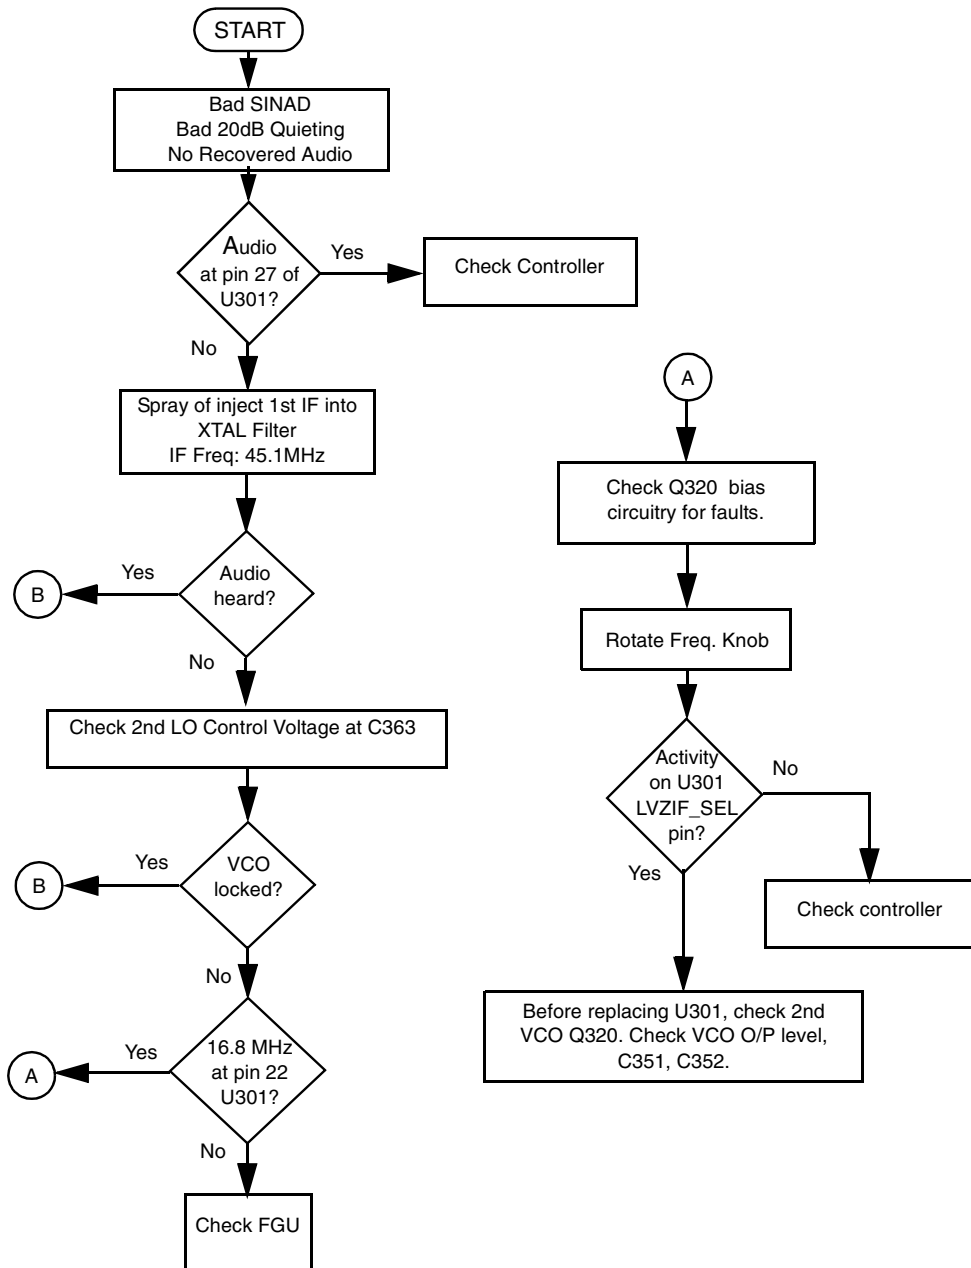 START
Bad SINAD
Bad 20dB Quieting
No Recovered Audio
Audio
at pin 27 of
U301?
Yes
Check Controller
No
Spray of inject 1st IF into
XTAL Filter
IF Freq: 45.1MHz
Audio
heard?
Yes
B
No
Check 2nd LO Control Voltage at C363
VCO
locked?
Yes
B
No
16.8 MHz
at pin 22
U301?
Yes
A
No
Check FGU
A
Check Q320 bias
circuitry for faults.
Rotate Freq. Knob
Activity
on U301
LVZIF_SEL
pin?
No
Check controller
Yes
Before replacing U301, check 2nd
VCO Q320. Check VCO O/P level,
C351, C352.